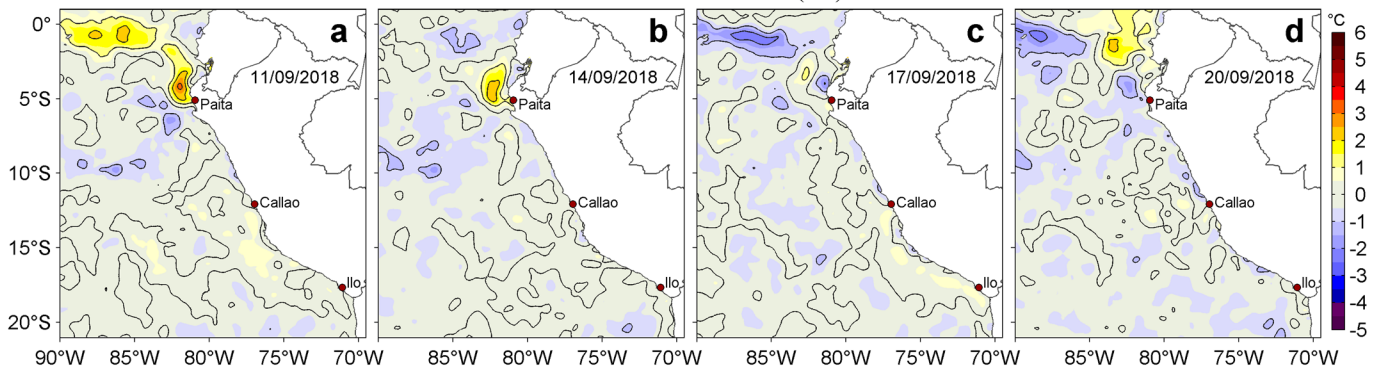 a b c d °C
0° 6
5
11/09/2018 14/09/2018 17/09/2018 20/09/2018 4
5°S Paita Paita Paita Paita 3
2
10°S 1
0
Callao Callao Callao Callao -1
15°S -2
Ilo Ilo Ilo Ilo -3
20°S -4
-5
90°W 85°W 80°W 75°W 70°W 85°W 80°W 75°W 70°W 85°W 80°W 75°W 70°W 85°W 80°W 75°W 70°W